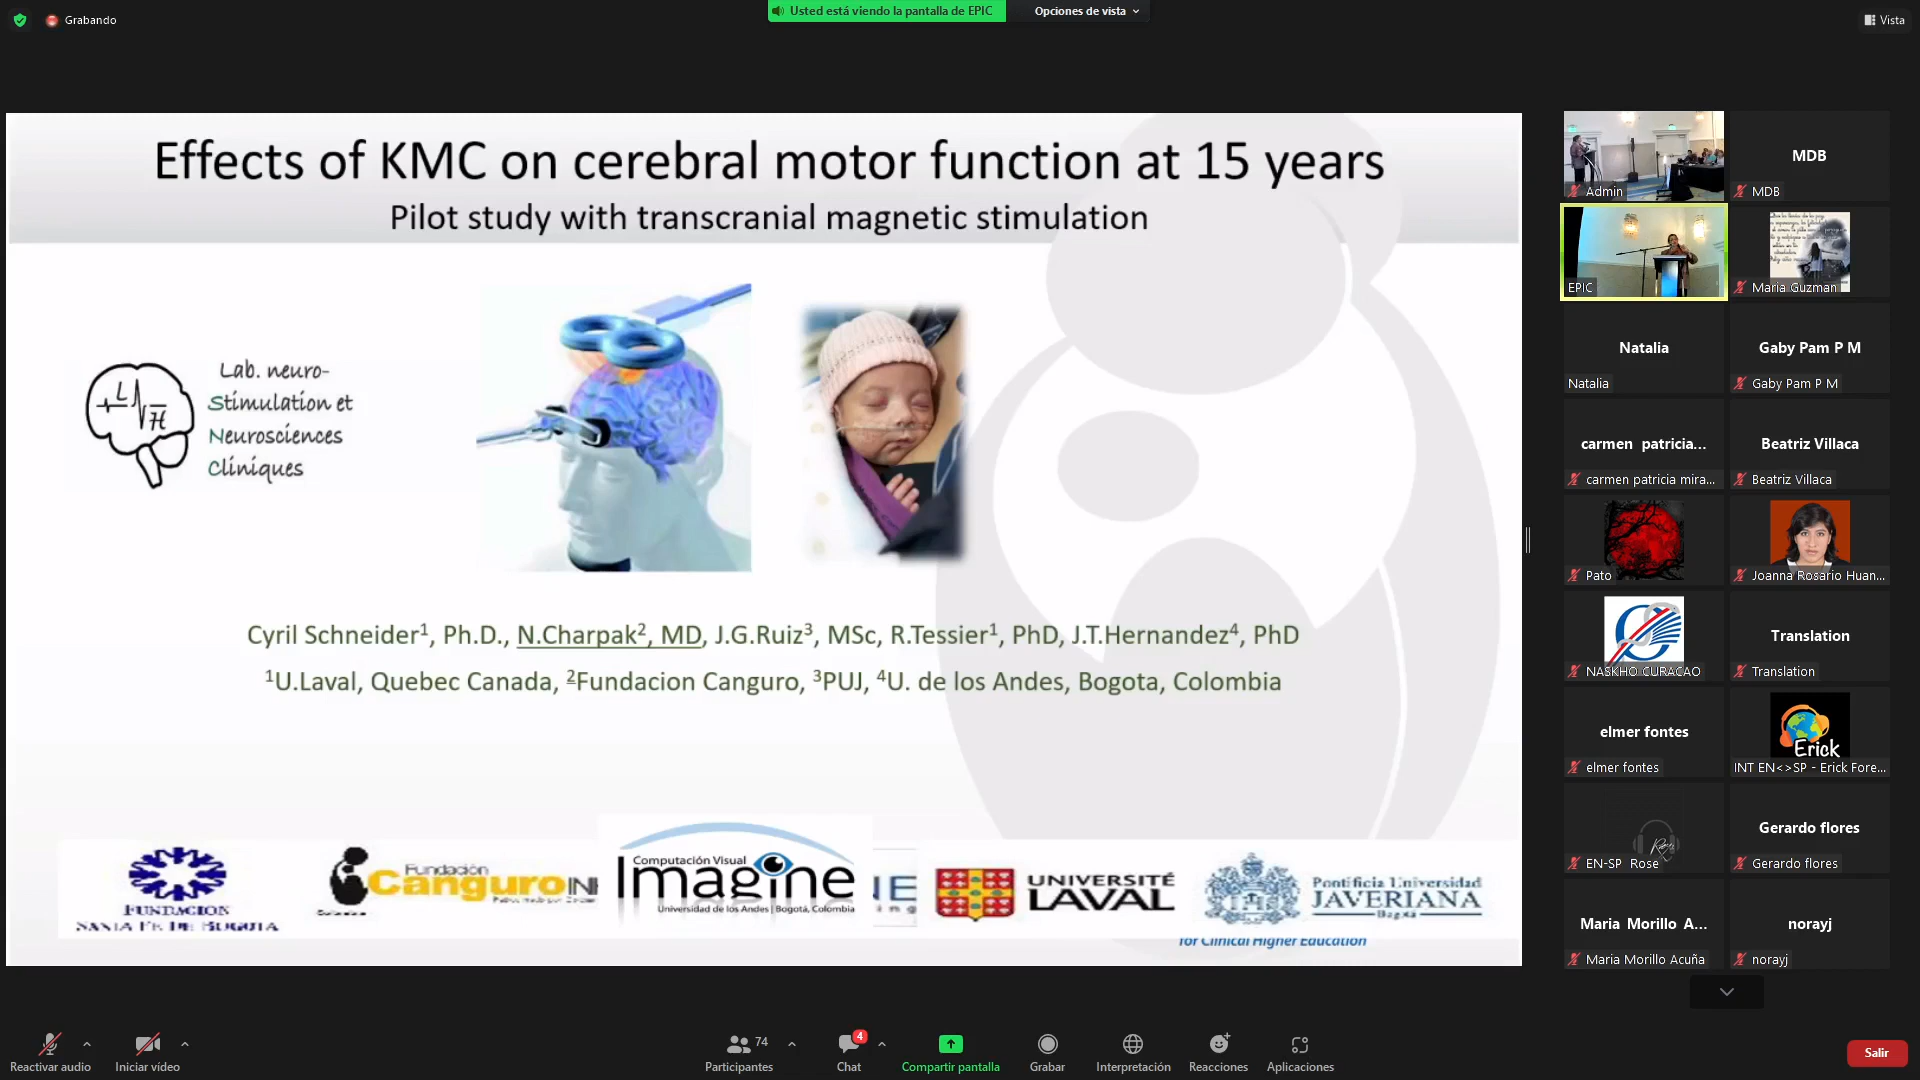 Grabando
Usted está viendo la pantalla de EPIC
Opciones de vista
Vista
Effects of KMC on cerebral motor function at 15 years
Pilot study with transcranial magnetic stimulation
Lab. neuro-
Stimulation et
Neurosciences
Cliniques
Cyril Schneider¹, Ph.D., N.Charpak², MD, J.G.Ruiz³, MSc, R.Tessier¹, PhD, J.T.Hernandez⁴, PhD
¹U.Laval, Quebec Canada, ²Fundacion Canguro, ³PUJ, ⁴U. de los Andes, Bogota, Colombia
FUNDACION
SANTA FE DE BOGOTA
Fundación
Canguro
Computación Visual
Imagine
Universidad de los Andes | Bogotá, Colombia
UNIVERSITÉ
LAVAL
Pontificia Universidad
JAVERIANA
Bogotá
for Clinical Higher Education
Admin
MDB
MDB
EPIC
Maria Guzman
Natalia
Natalia
Gaby Pam P M
Gaby Pam P M
carmen patricia...
carmen patricia mira...
Beatriz Villaca
Beatriz Villaca
Pato
Joanna Rosario Huan...
NASKHO CURACAO
Translation
Translation
elmer fontes
elmer fontes
Erick
INT EN<>SP - Erick Fore...
EN-SP Rose
Gerardo flores
Gerardo flores
Maria Morillo A...
Maria Morillo Acuña
norayj
norayj
Reactivar audio
Iniciar vídeo
74
Participantes
4
Chat
Compartir pantalla
Grabar
Interpretación
Reacciones
Aplicaciones
Salir